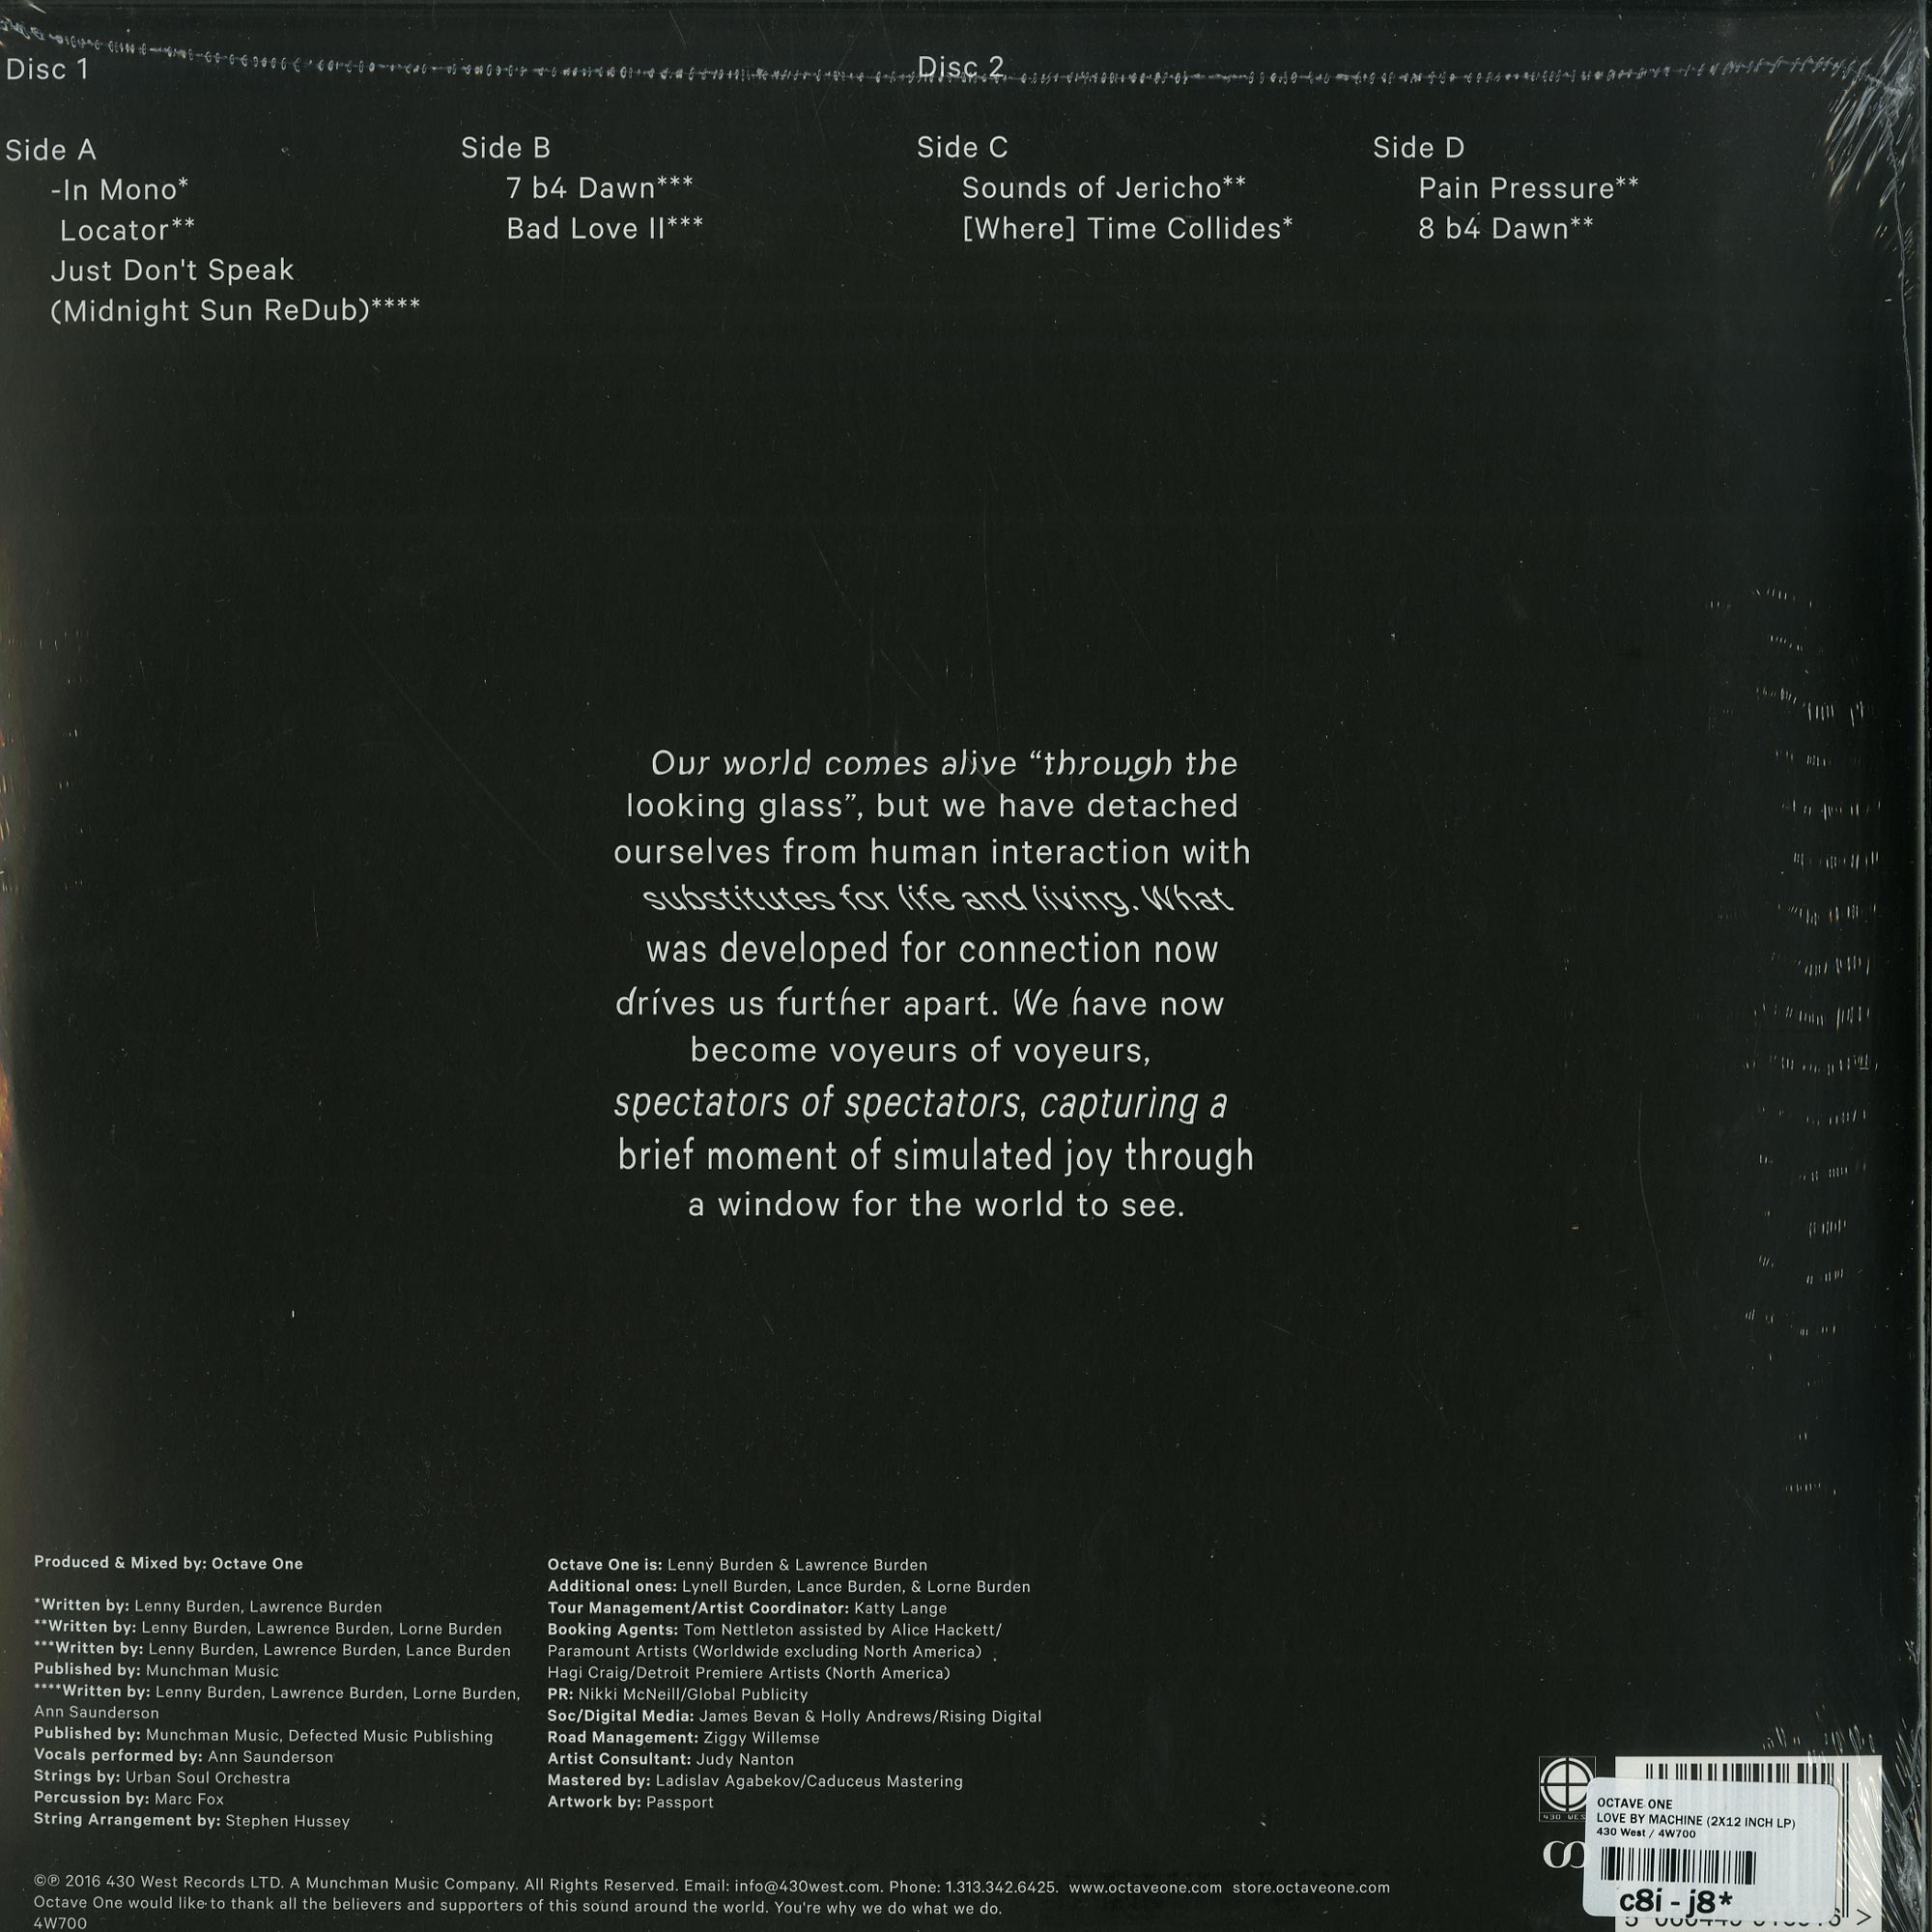 Disc 1
Side A
-In Mono*
Locator**
Just Don't Speak
(Midnight Sun ReDub)****
Side B
7 b4 Dawn***
Bad Love II***
Disc 2
Side C
Sounds of Jericho**
[Where] Time Collides*
Side D
Pain Pressure**
8 b4 Dawn**
Our world comes alive “through the
looking glass”, but we have detached
ourselves from human interaction with
substitutes for life and living. What
was developed for connection now
drives us further apart. We have now
become voyeurs of voyeurs,
spectators of spectators, capturing a
brief moment of simulated joy through
a window for the world to see.
Produced & Mixed by: Octave One
*Written by: Lenny Burden, Lawrence Burden
**Written by: Lenny Burden, Lawrence Burden, Lorne Burden
***Written by: Lenny Burden, Lawrence Burden, Lance Burden
Published by: Munchman Music
****Written by: Lenny Burden, Lawrence Burden, Lorne Burden,
Ann Saunderson
Published by: Munchman Music, Defected Music Publishing
Vocals performed by: Ann Saunderson
Strings by: Urban Soul Orchestra
Percussion by: Marc Fox
String Arrangement by: Stephen Hussey
Octave One is: Lenny Burden & Lawrence Burden
Additional ones: Lynell Burden, Lance Burden, & Lorne Burden
Tour Management/Artist Coordinator: Katty Lange
Booking Agents: Tom Nettleton assisted by Alice Hackett/
Paramount Artists (Worldwide excluding North America)
Hagi Craig/Detroit Premiere Artists (North America)
PR: Nikki McNeill/Global Publicity
Soc/Digital Media: James Bevan & Holly Andrews/Rising Digital
Road Management: Ziggy Willemse
Artist Consultant: Judy Nanton
Mastered by: Ladislav Agabekov/Caduceus Mastering
Artwork by: Passport
©℗ 2016 430 West Records LTD. A Munchman Music Company. All Rights Reserved. Email: info@430west.com. Phone: 1.313.342.6425. www.octaveone.com store.octaveone.com
Octave One would like to thank all the believers and supporters of this sound around the world. You're why we do what we do.
4W700
430
OCTAVE ONE
LOVE BY MACHINE (2X12 INCH LP)
430 West / 4W700
c8i - j8*